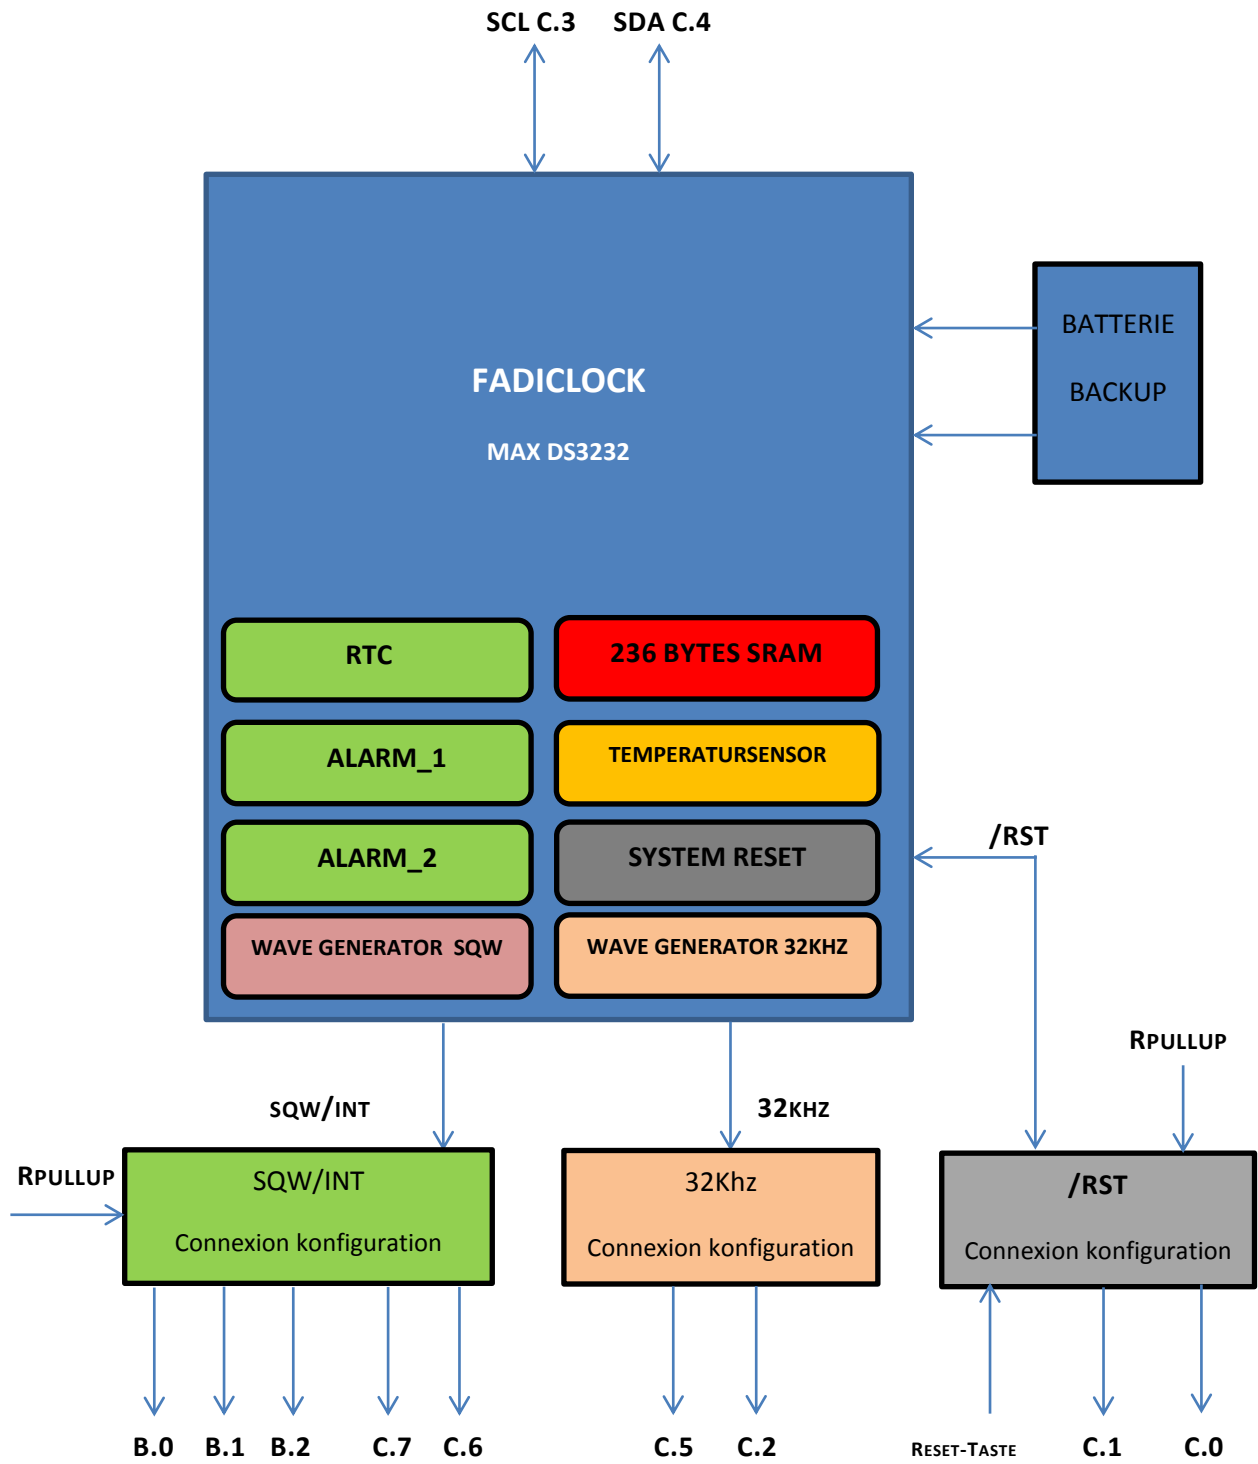 SCL C.3 SDA C.4
BATTERIE
BACKUP
FADICLOCK
MAX DS3232
RTC
236 BYTES SRAM
ALARM_1
TEMPERATURSENSOR
ALARM_2
SYSTEM RESET
WAVE GENERATOR SQW
WAVE GENERATOR 32KHZ
/RST
RPULLUP
SQW/INT
32KHZ
RPULLUP
SQW/INT
Connexion konfiguration
32Khz
Connexion konfiguration
/RST
Connexion konfiguration
B.0 B.1 B.2 C.7 C.6
C.5 C.2
RESET-TASTE C.1 C.0